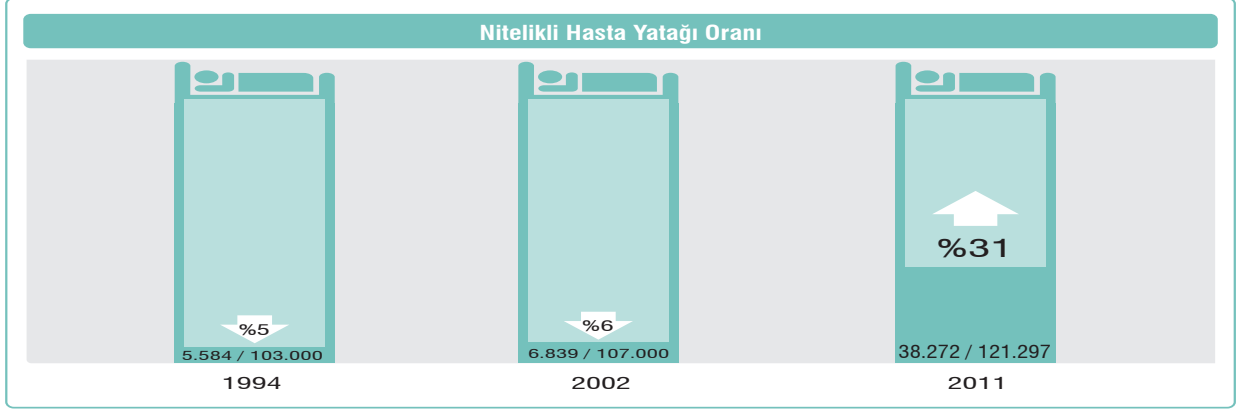 Nitelikli Hasta Yatağı Oranı
%31
%5
%6
5.584 / 103.000
6.839 / 107.000
38.272 / 121.297
1994
2002
2011